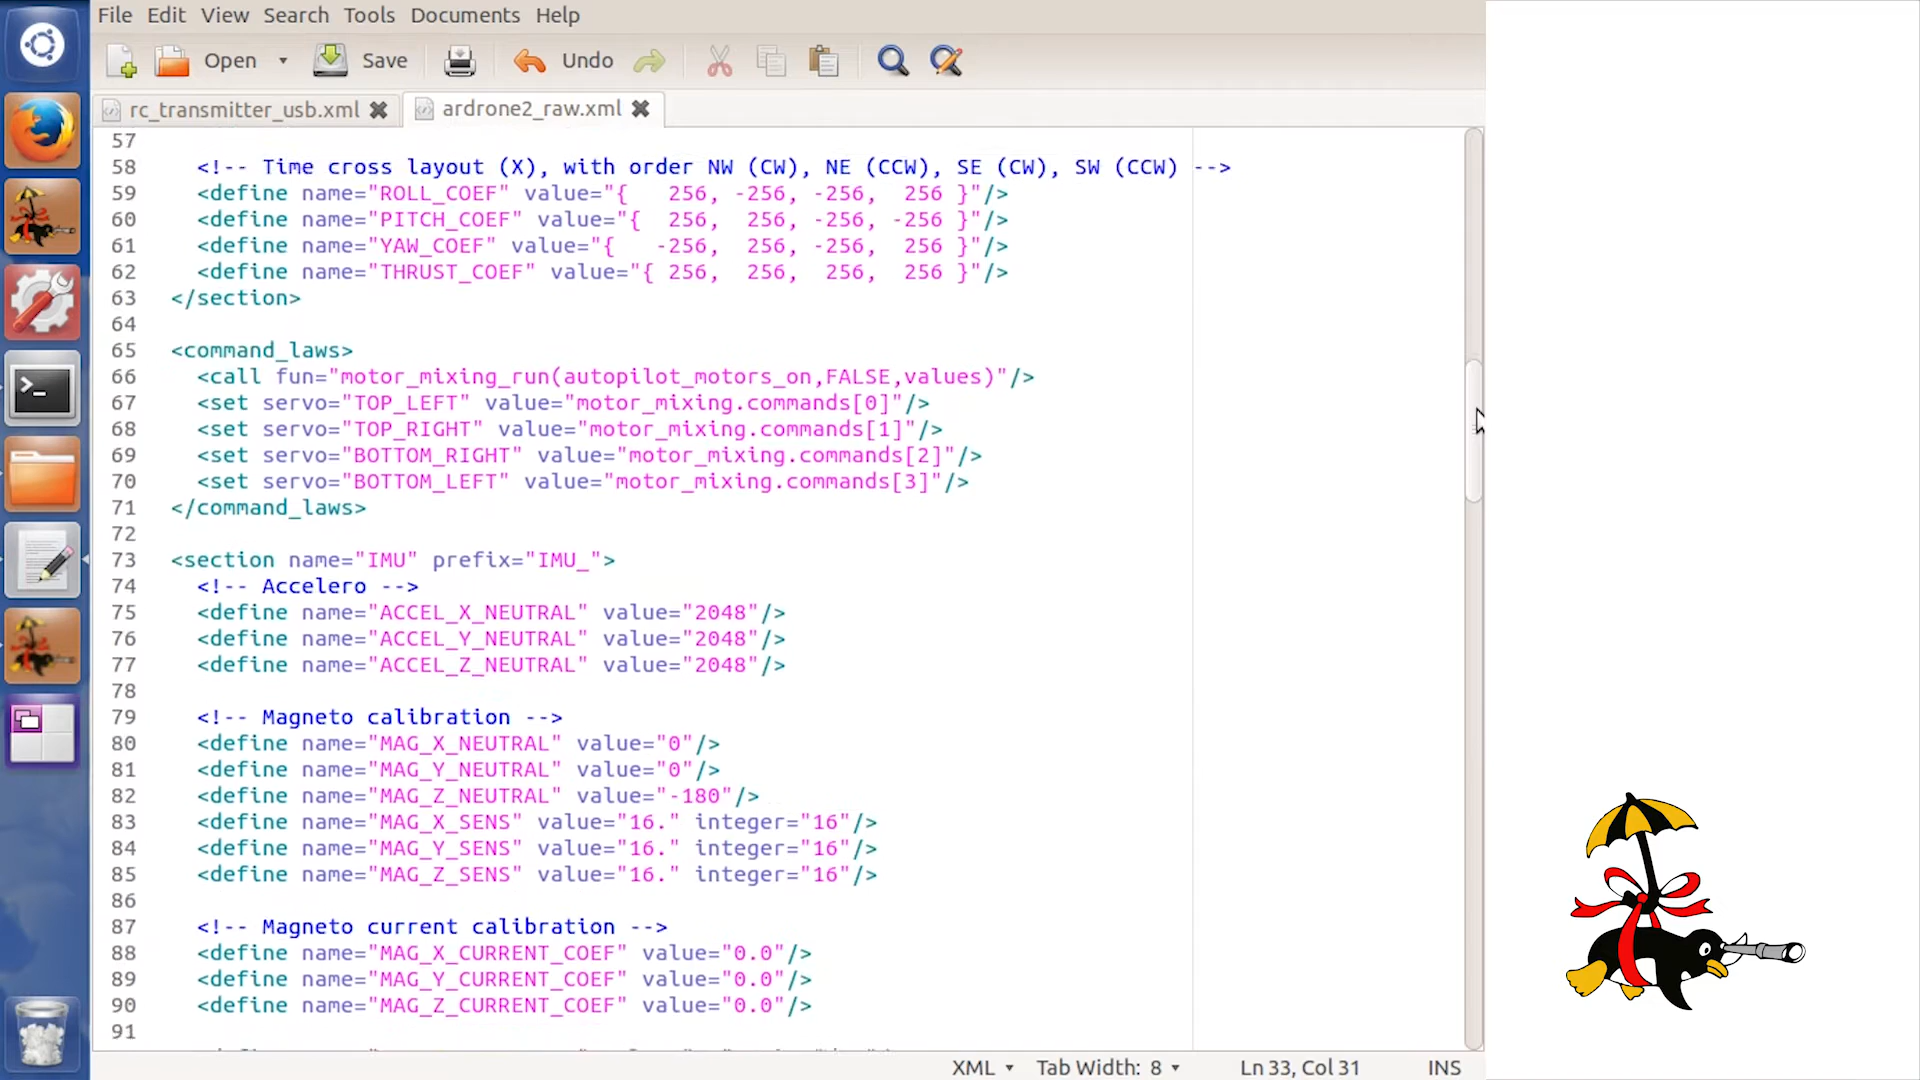 File Edit View Search Tools Documents Help
Open Save Undo
rc_transmitter_usb.xml ardrone2_raw.xml
57
58 <!-- Time cross layout (X), with order NW (CW), NE (CCW), SE (CW), SW (CCW) -->
59 <define name="ROLL_COEF" value="{ 256, -256, -256, 256 }"/>
60 <define name="PITCH_COEF" value="{ 256, 256, -256, -256 }"/>
61 <define name="YAW_COEF" value="{ -256, 256, -256, 256 }"/>
62 <define name="THRUST_COEF" value="{ 256, 256, 256, 256 }"/>
63 </section>
64
65 <command_laws>
66 <call fun="motor_mixing_run(autopilot_motors_on,FALSE,values)"/>
67 <set servo="TOP_LEFT" value="motor_mixing.commands[0]"/>
68 <set servo="TOP_RIGHT" value="motor_mixing.commands[1]"/>
69 <set servo="BOTTOM_RIGHT" value="motor_mixing.commands[2]"/>
70 <set servo="BOTTOM_LEFT" value="motor_mixing.commands[3]"/>
71 </command_laws>
72
73 <section name="IMU" prefix="IMU_">
74 <!-- Accelero -->
75 <define name="ACCEL_X_NEUTRAL" value="2048"/>
76 <define name="ACCEL_Y_NEUTRAL" value="2048"/>
77 <define name="ACCEL_Z_NEUTRAL" value="2048"/>
78
79 <!-- Magneto calibration -->
80 <define name="MAG_X_NEUTRAL" value="0"/>
81 <define name="MAG_Y_NEUTRAL" value="0"/>
82 <define name="MAG_Z_NEUTRAL" value="-180"/>
83 <define name="MAG_X_SENS" value="16." integer="16"/>
84 <define name="MAG_Y_SENS" value="16." integer="16"/>
85 <define name="MAG_Z_SENS" value="16." integer="16"/>
86
87 <!-- Magneto current calibration -->
88 <define name="MAG_X_CURRENT_COEF" value="0.0"/>
89 <define name="MAG_Y_CURRENT_COEF" value="0.0"/>
90 <define name="MAG_Z_CURRENT_COEF" value="0.0"/>
91
XML Tab Width: 8 Ln 33, Col 31 INS